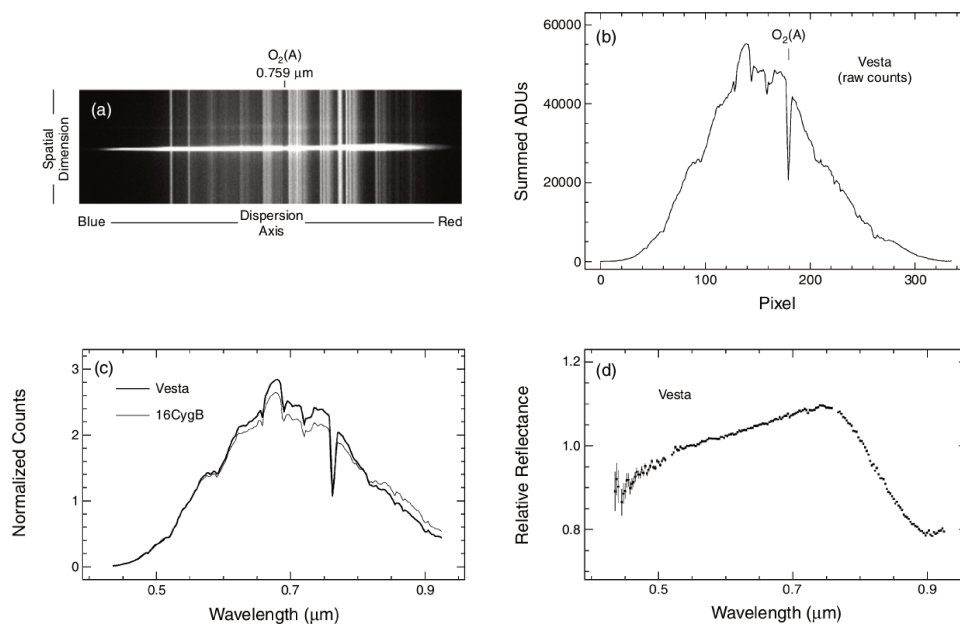 O₂(A)
0.759 μm
(a)
Spatial
Dimension
Blue
Dispersion
Axis
Red
(b)
O₂(A)
Vesta
(raw counts)
60000
40000
20000
0
Summed ADUs
0
100
200
300
Pixel
(c)
Vesta
16CygB
3
2
1
0
Normalized Counts
0.5
0.7
0.9
Wavelength (μm)
(d)
Vesta
1.2
1.0
0.8
Relative Reflectance
0.5
0.7
0.9
Wavelength (μm)